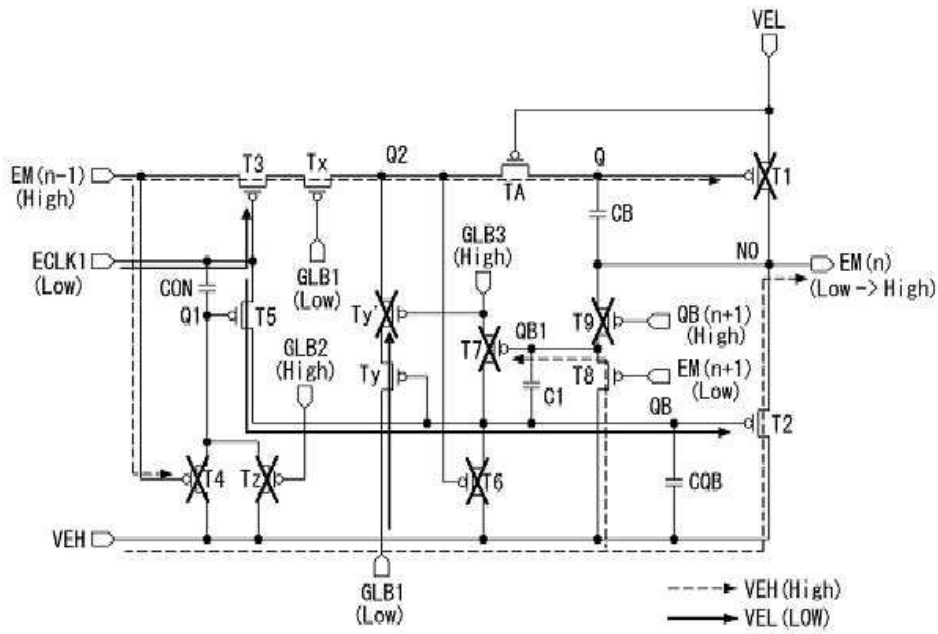 VEL
T3
Tx
Q2
Q
EM(n-1)
(High)
TA
T1
GLB3
(High)
CB
NO
ECLK1
(Low)
GLB1
(Low)
EM(n)
(Low->High)
CON
Q1
T5
Ty'
QB1
T9
QB(n+1)
(High)
T7
GLB2
(High)
Ty
C1
T8
EM(n+1)
(Low)
QB
T2
T4
Tz
T6
CQB
VEH
GLB1
(Low)
VEH(High)
VEL(LOW)